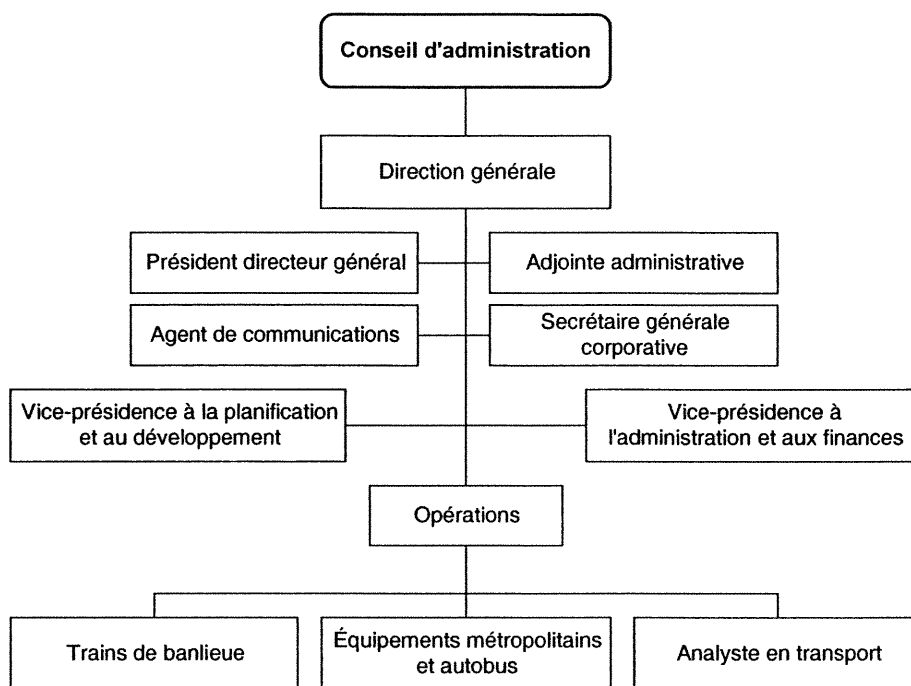 Conseil d'administration
Direction générale
Président directeur général
Adjointe administrative
Agent de communications
Secrétaire générale
corporative
Vice-présidence à la planification
et au développement
Vice-présidence à
l'administration et aux finances
Opérations
Trains de banlieue
Équipements métropolitains
et autobus
Analyste en transport